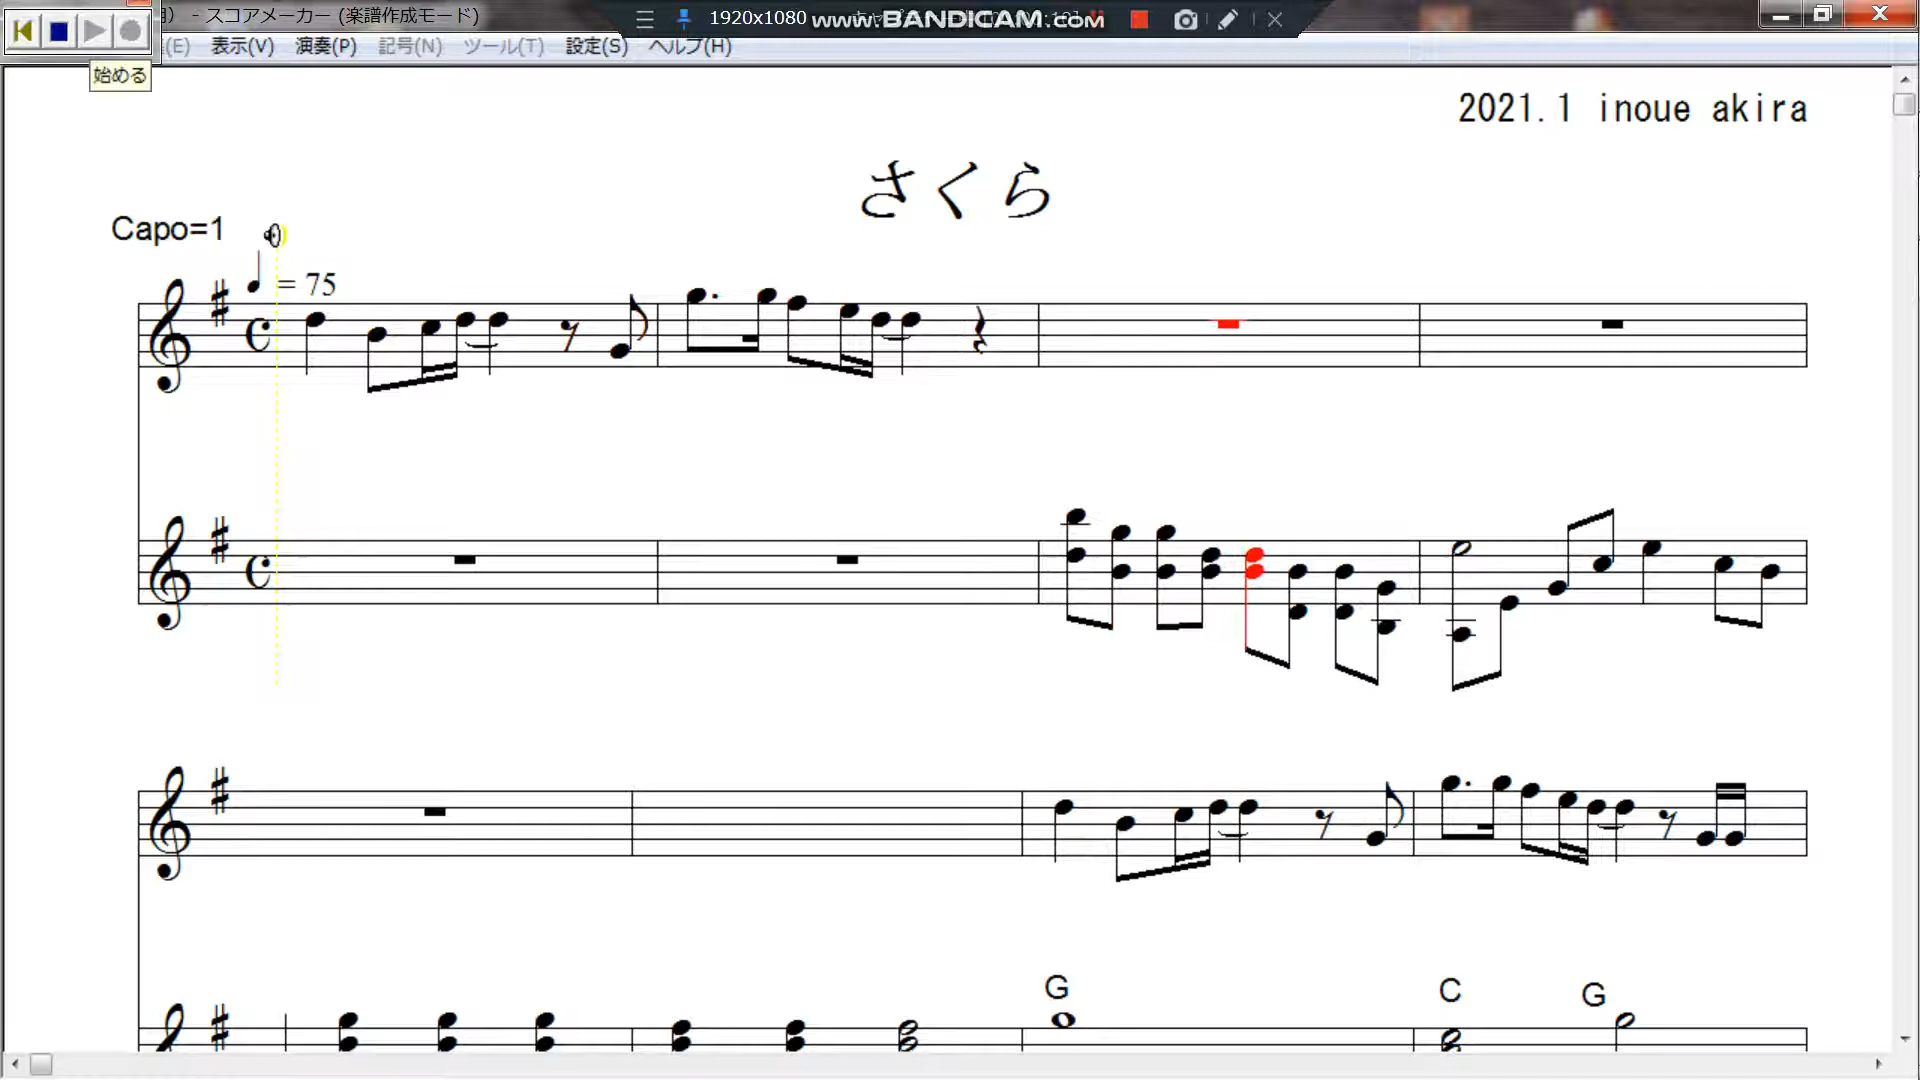 - スコアメーカー (楽譜作成モード)
1920x1080
www.BANDICAM.com
(E) 表示(V) 演奏(P) 記号(N) ツール(T) 設定(S) ヘルプ(H)
始める
2021.1 inoue akira
さくら
Capo=1
= 75
G
C
G